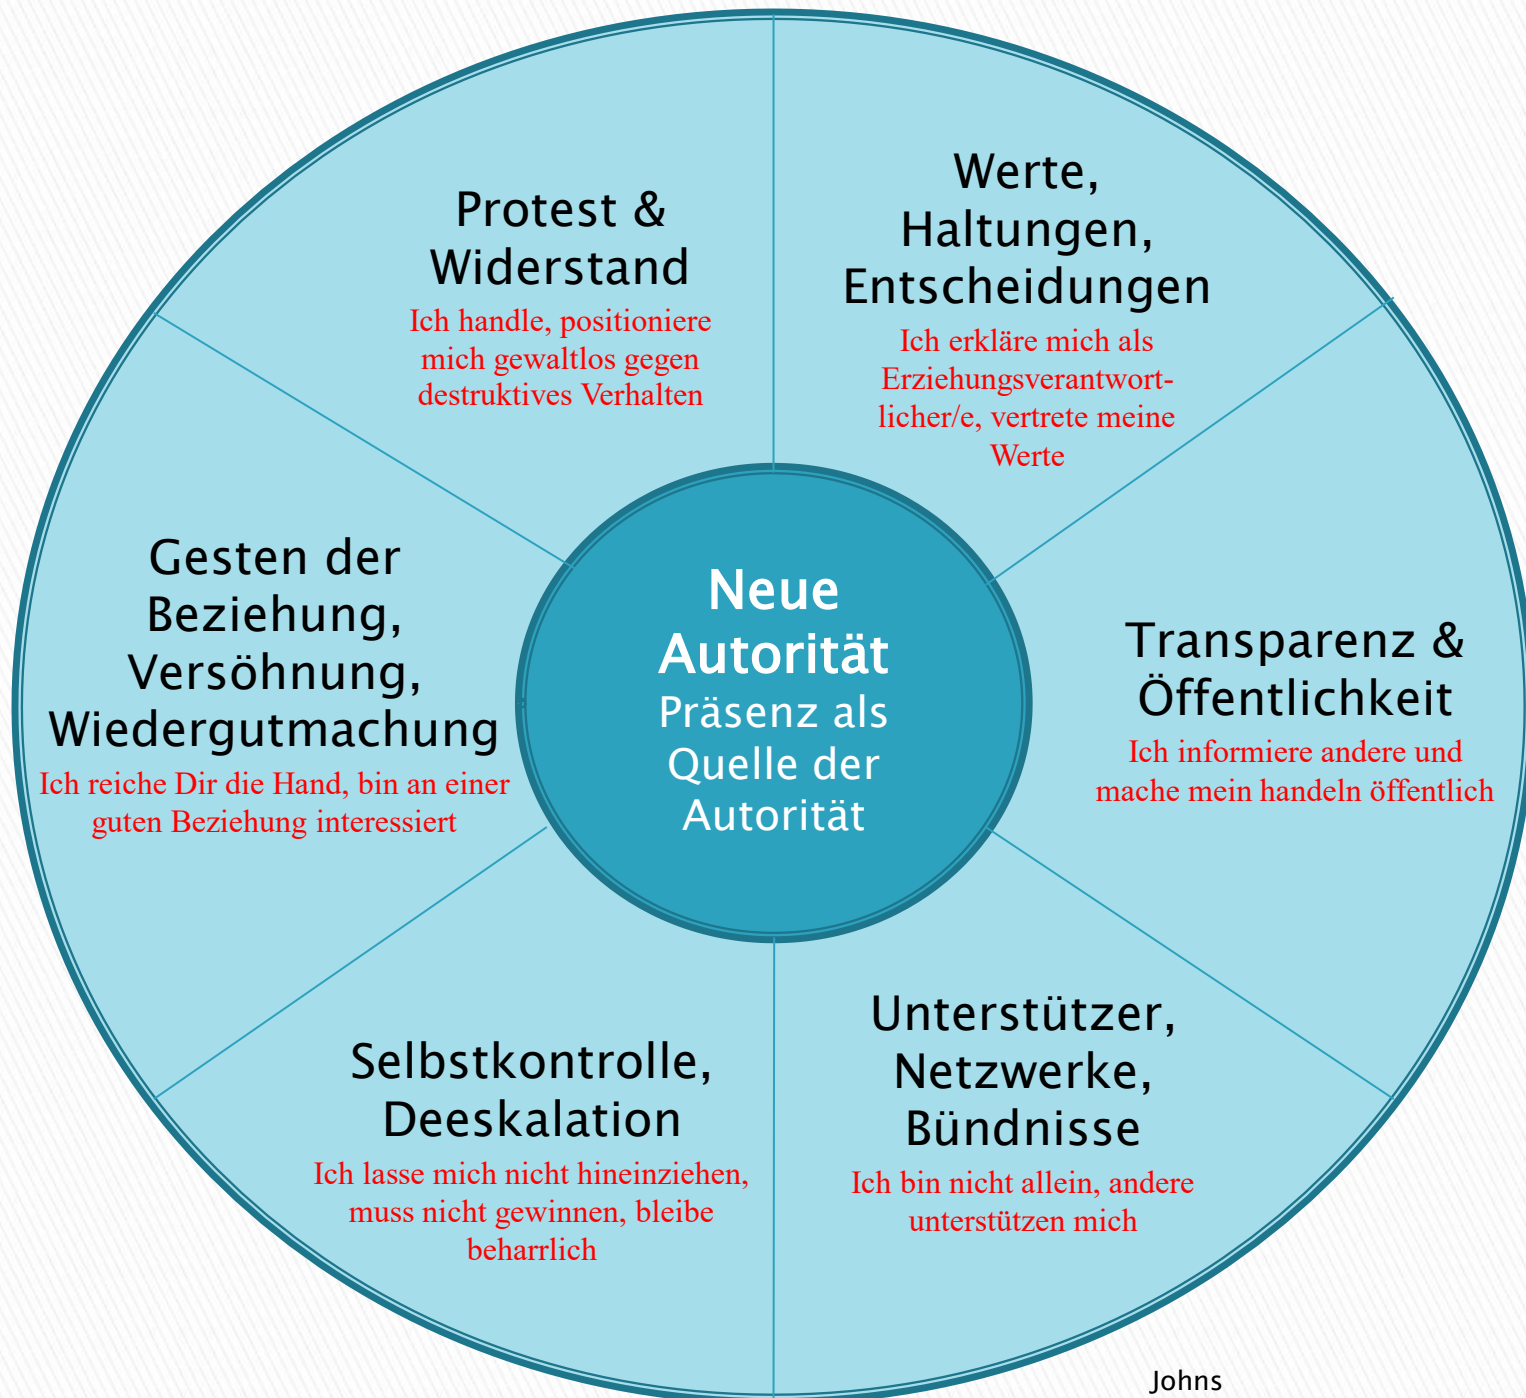 Protest &
Widerstand
Ich handle, positioniere
mich gewaltlos gegen
destruktives Verhalten
Werte,
Haltungen,
Entscheidungen
Ich erkläre mich als
Erziehungsverantwort-
licher/e, vertrete meine
Werte
Transparenz &
Öffentlichkeit
Ich informiere andere und
mache mein handeln öffentlich
Unterstützer,
Netzwerke,
Bündnisse
Ich bin nicht allein, andere
unterstützen mich
Selbstkontrolle,
Deeskalation
Ich lasse mich nicht hineinziehen,
muss nicht gewinnen, bleibe
beharrlich
Gesten der
Beziehung,
Versöhnung,
Wiedergutmachung
Ich reiche Dir die Hand, bin an einer
guten Beziehung interessiert
Neue
Autorität
Präsenz als
Quelle der
Autorität
Johns